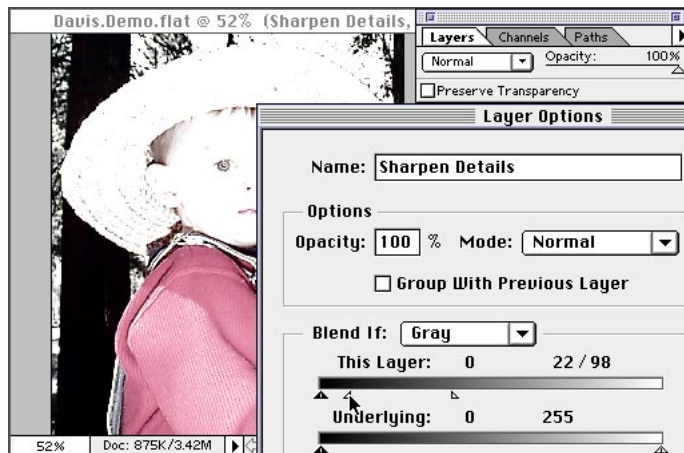 Davis.Demo.flat @ 52% (Sharpen Details,
Layers Channels Paths
Normal Opacity: 100%
Preserve Transparency
Layer Options
Name: Sharpen Details
Options
Opacity: 100 % Mode: Normal
Group With Previous Layer
Blend If: Gray
This Layer: 0 22 / 98
Underlying: 0 255
52% Doc: 875K/3.42M